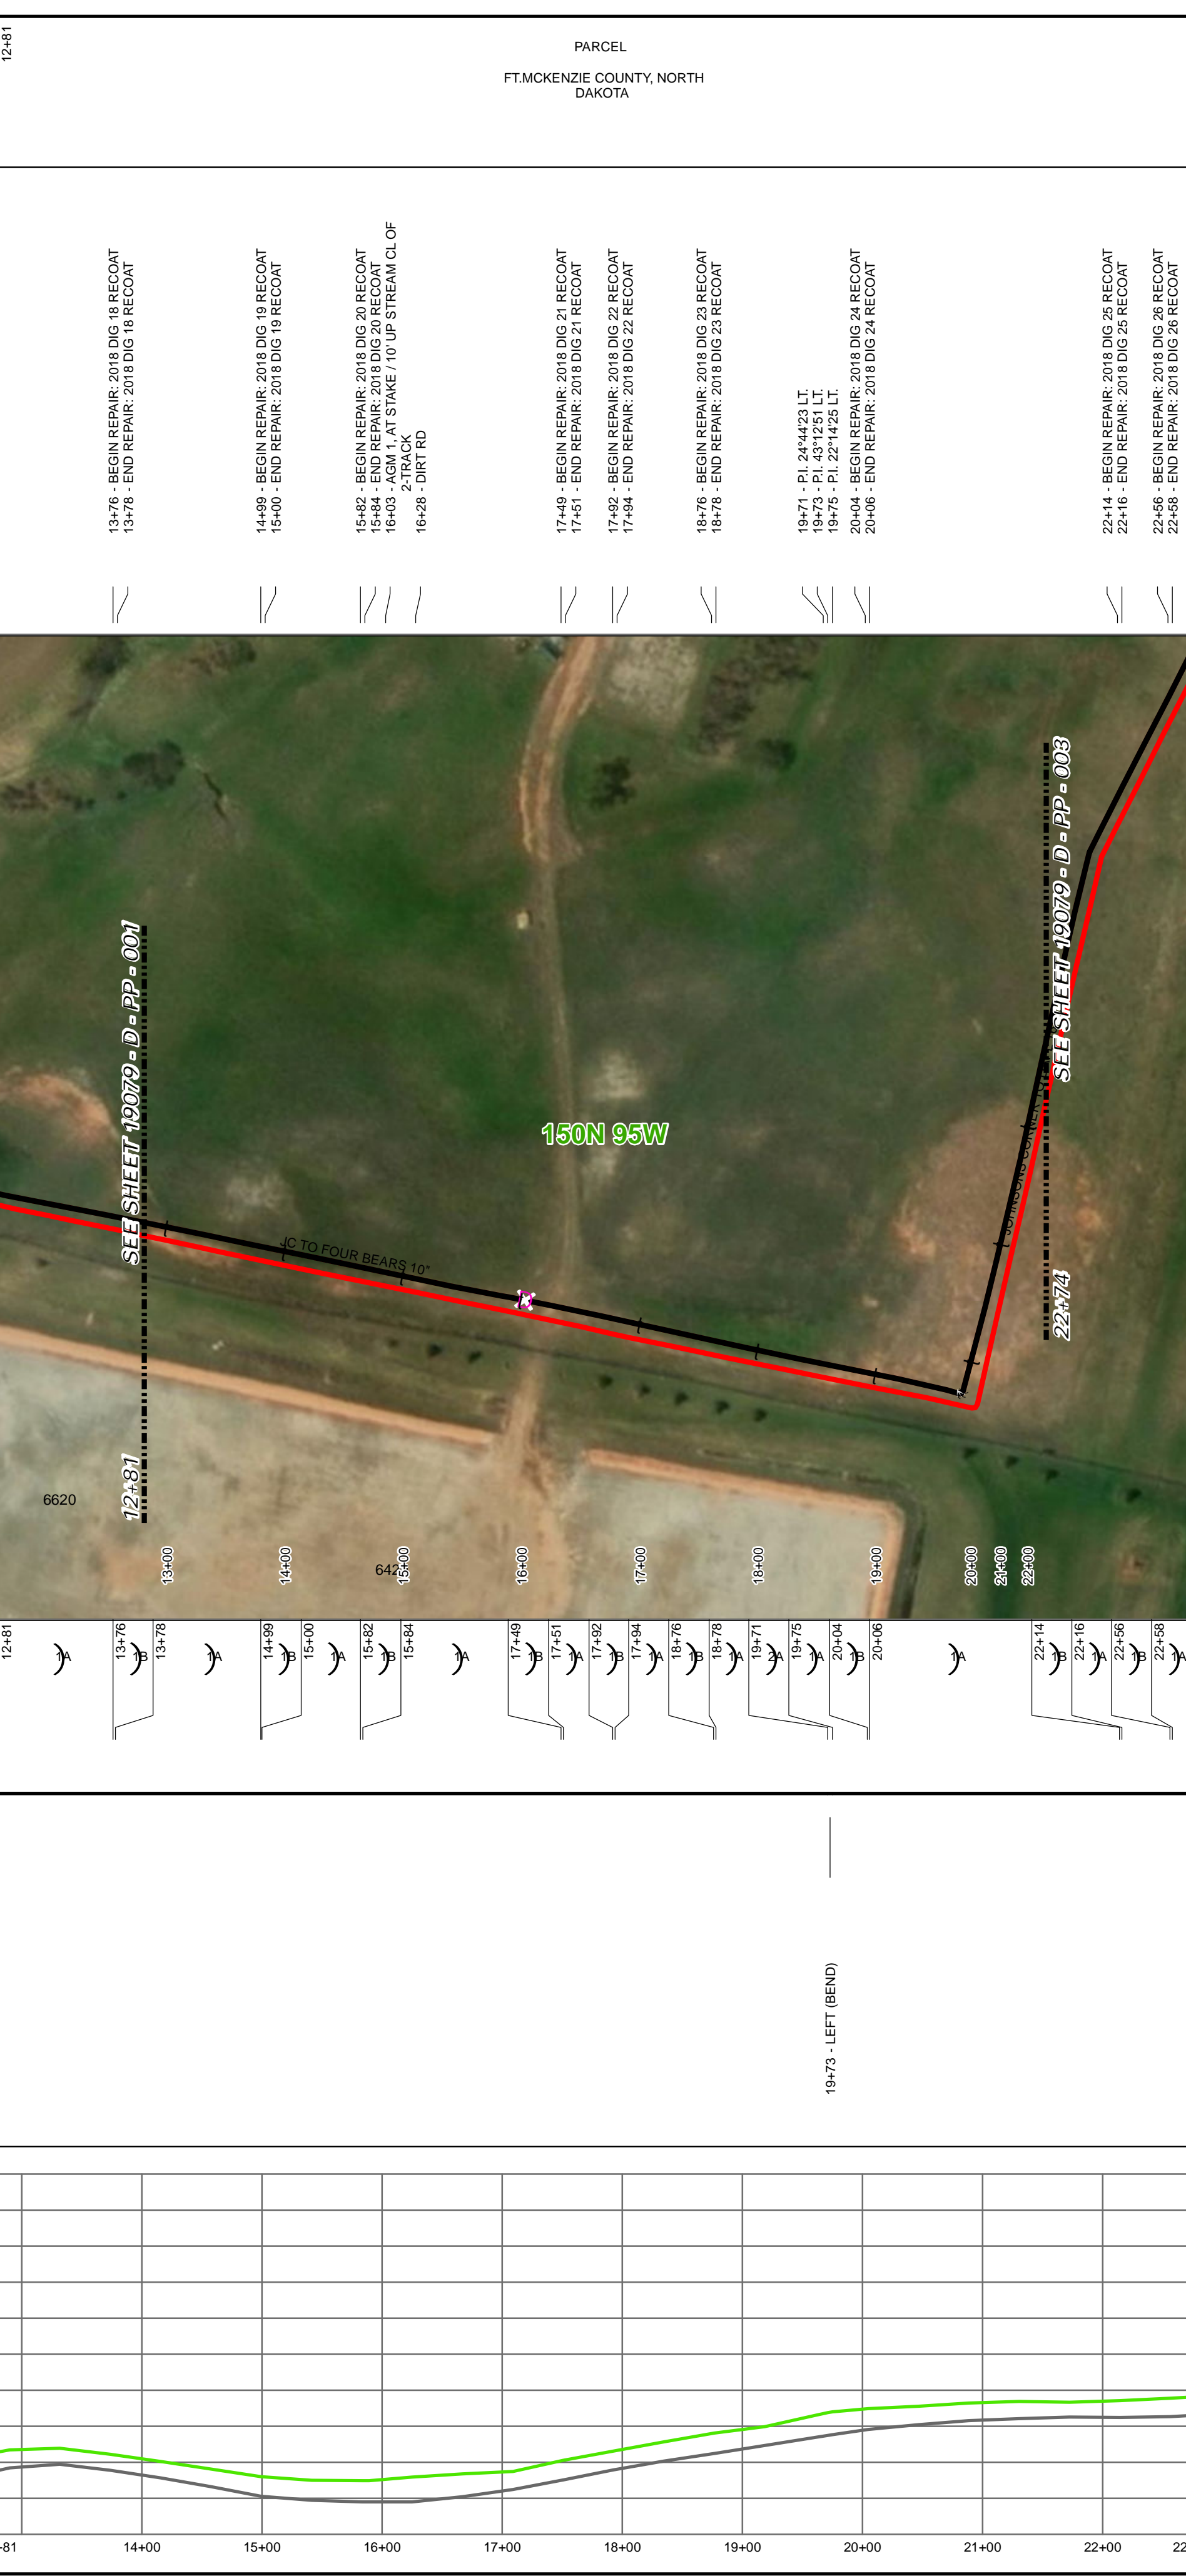 12+81
PARCEL
FT.MCKENZIE COUNTY, NORTH
DAKOTA
13+76 - BEGIN REPAIR: 2018 DIG 18 RECOAT
13+78 - END REPAIR: 2018 DIG 18 RECOAT
14+99 - BEGIN REPAIR: 2018 DIG 19 RECOAT
15+00 - END REPAIR: 2018 DIG 19 RECOAT
15+82 - BEGIN REPAIR: 2018 DIG 20 RECOAT
15+84 - END REPAIR: 2018 DIG 20 RECOAT
16+03 - AGM 1, AT STAKE / 10' UP STREAM CL OF
2-TRACK
16+28 - DIRT RD
17+49 - BEGIN REPAIR: 2018 DIG 21 RECOAT
17+51 - END REPAIR: 2018 DIG 21 RECOAT
17+92 - BEGIN REPAIR: 2018 DIG 22 RECOAT
17+94 - END REPAIR: 2018 DIG 22 RECOAT
18+76 - BEGIN REPAIR: 2018 DIG 23 RECOAT
18+78 - END REPAIR: 2018 DIG 23 RECOAT
19+71 - P.I. 24°44'23 LT.
19+73 - P.I. 43°12'51 LT.
19+75 - P.I. 22°14'25 LT.
20+04 - BEGIN REPAIR: 2018 DIG 24 RECOAT
20+06 - END REPAIR: 2018 DIG 24 RECOAT
22+14 - BEGIN REPAIR: 2018 DIG 25 RECOAT
22+16 - END REPAIR: 2018 DIG 25 RECOAT
22+56 - BEGIN REPAIR: 2018 DIG 26 RECOAT
22+58 - END REPAIR: 2018 DIG 26 RECOAT
SEE SHEET 19079 - D - PP - 001
12+81
SEE SHEET 19079 - D - PP - 003
22+74
150N 95W
JC TO FOUR BEARS 10"
JOHNSONS CORNER
6620
642
13+00
14+00
15+00
16+00
17+00
18+00
19+00
20+00
21+00
22+00
12+81
1A
13+76
1B
13+78
1A
14+99
1B
15+00
1A
15+82
1B
15+84
1A
17+49
1B
17+51
1A
17+92
1B
17+94
1A
18+76
1B
18+78
1A
19+71
2A
19+75
1A
20+04
1B
20+06
1A
22+14
1B
22+16
1A
22+56
1B
22+58
1A
19+73 - LEFT (BEND)
-81
14+00
15+00
16+00
17+00
18+00
19+00
20+00
21+00
22+00
22